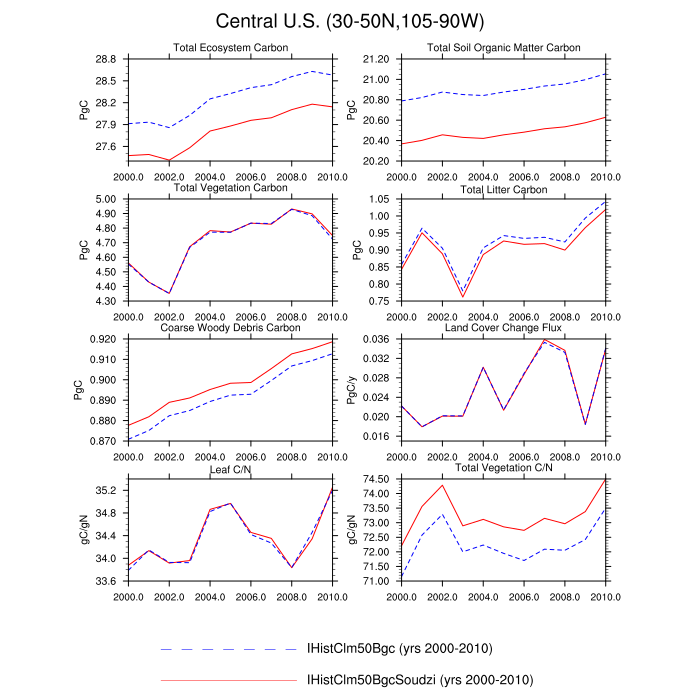 Central U.S. (30-50N,105-90W)
Total Ecosystem Carbon
PgC
28.8
28.5
28.2
27.9
27.6
2000.0 2002.0 2004.0 2006.0 2008.0 2010.0
Total Soil Organic Matter Carbon
PgC
21.20
21.00
20.80
20.60
20.40
20.20
2000.0 2002.0 2004.0 2006.0 2008.0 2010.0
Total Vegetation Carbon
PgC
5.00
4.90
4.80
4.70
4.60
4.50
4.40
4.30
2000.0 2002.0 2004.0 2006.0 2008.0 2010.0
Total Litter Carbon
PgC
1.05
1.00
0.95
0.90
0.85
0.80
0.75
2000.0 2002.0 2004.0 2006.0 2008.0 2010.0
Coarse Woody Debris Carbon
PgC
0.920
0.910
0.900
0.890
0.880
0.870
2000.0 2002.0 2004.0 2006.0 2008.0 2010.0
Land Cover Change Flux
PgC/y
0.036
0.032
0.028
0.024
0.020
0.016
2000.0 2002.0 2004.0 2006.0 2008.0 2010.0
Leaf C/N
gC/gN
35.2
34.8
34.4
34.0
33.6
2000.0 2002.0 2004.0 2006.0 2008.0 2010.0
Total Vegetation C/N
gC/gN
74.50
74.00
73.50
73.00
72.50
72.00
71.50
71.00
2000.0 2002.0 2004.0 2006.0 2008.0 2010.0
IHistClm50Bgc (yrs 2000-2010)
IHistClm50BgcSoudzi (yrs 2000-2010)